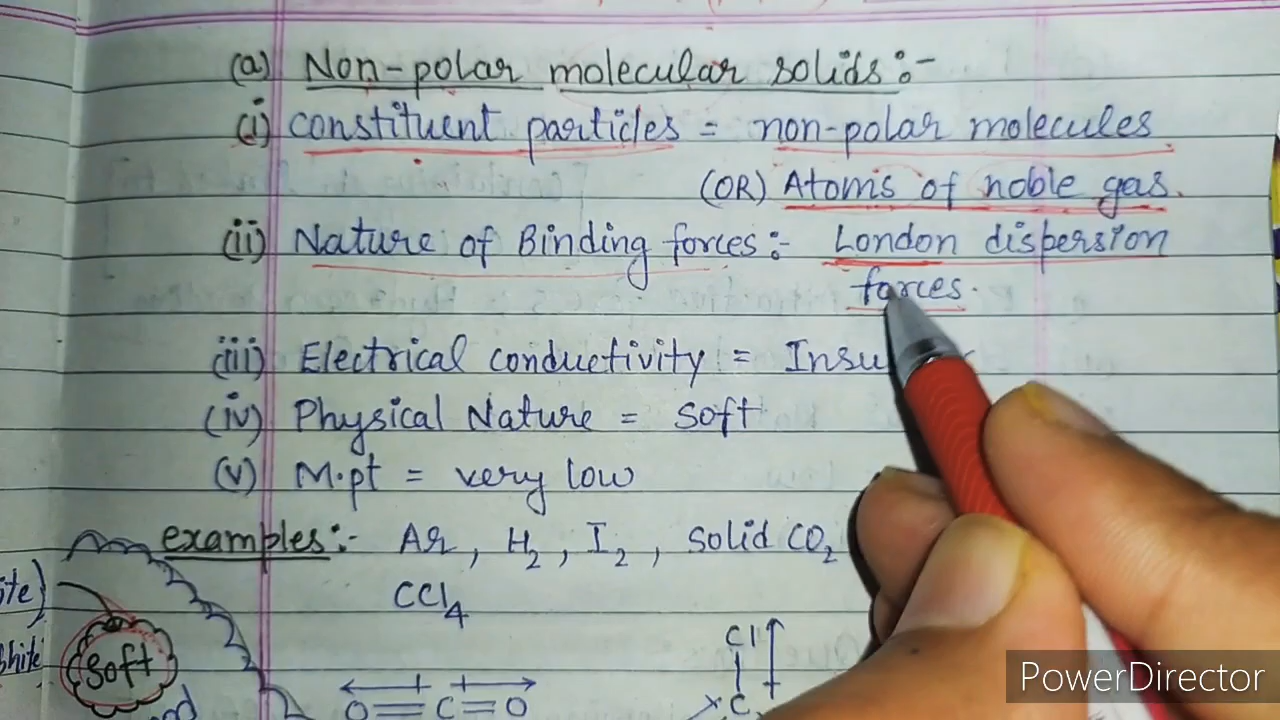 (a) Non-polar molecular solids:-
(i) constituent particles = non-polar molecules
(OR) Atoms of noble gas.
(ii) Nature of Binding forces:- London dispersion
forces.
(iii) Electrical conductivity = Insu
(iv) Physical Nature = Soft
(v) M.pt = very low
examples:- Ar, H₂, I₂, Solid CO₂
CCl₄
Soft
Cl
O=C=O
C
PowerDirector